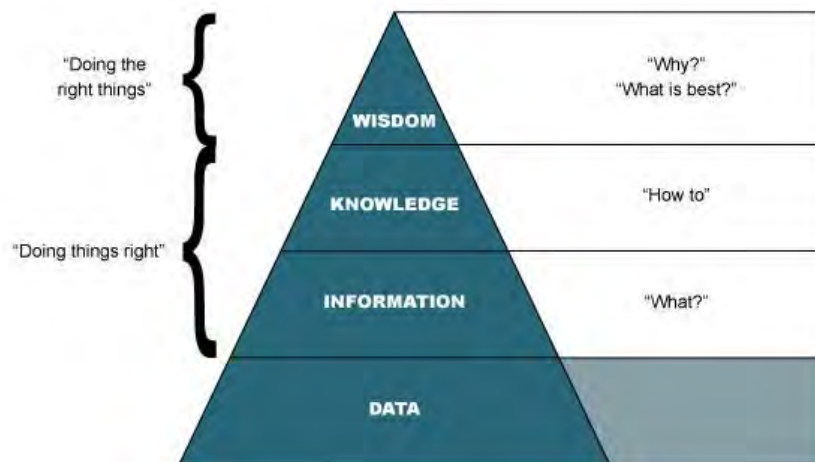 “Doing the
right things”
“Why?”
“What is best?”
WISDOM
KNOWLEDGE
“How to”
“Doing things right”
INFORMATION
“What?”
DATA